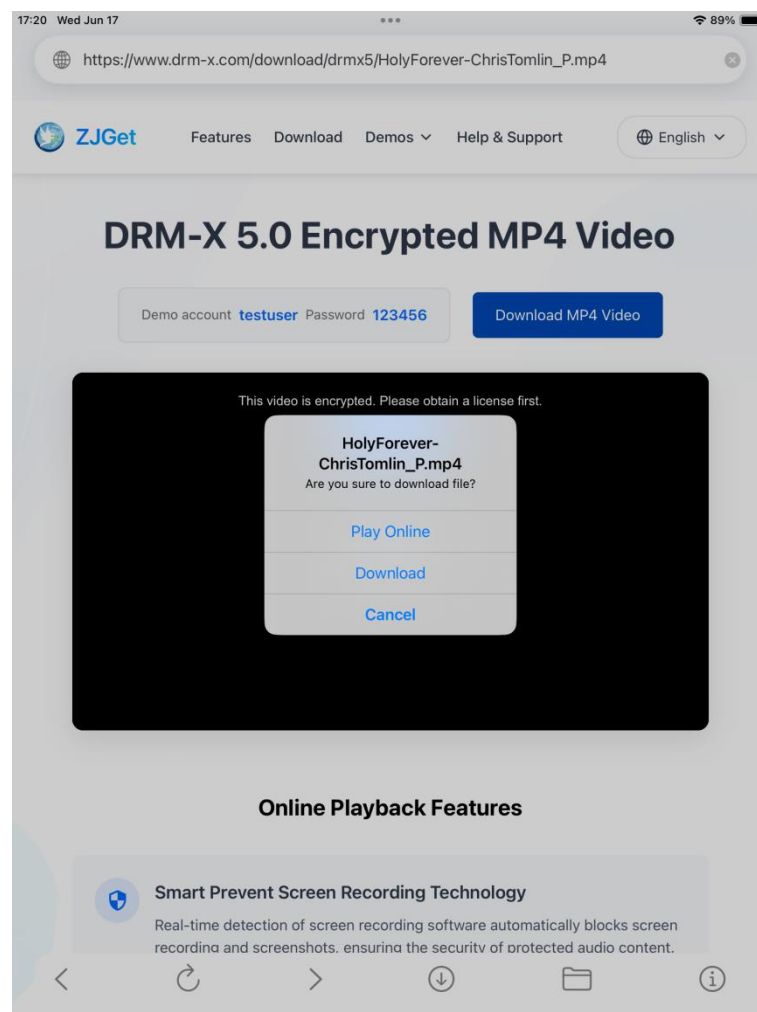 17:20 Wed Jun 17
89%
https://www.drm-x.com/download/drmx5/HolyForever-ChrisTomlin_P.mp4
ZJGet Features Download Demos Help & Support English
DRM-X 5.0 Encrypted MP4 Video
Demo account testuser Password 123456 Download MP4 Video
This video is encrypted. Please obtain a license first.
HolyForever-
ChrisTomlin_P.mp4
Are you sure to download file?
Play Online
Download
Cancel
Online Playback Features
Smart Prevent Screen Recording Technology
Real-time detection of screen recording software automatically blocks screen
recording and screenshots, ensuring the security of protected audio content.